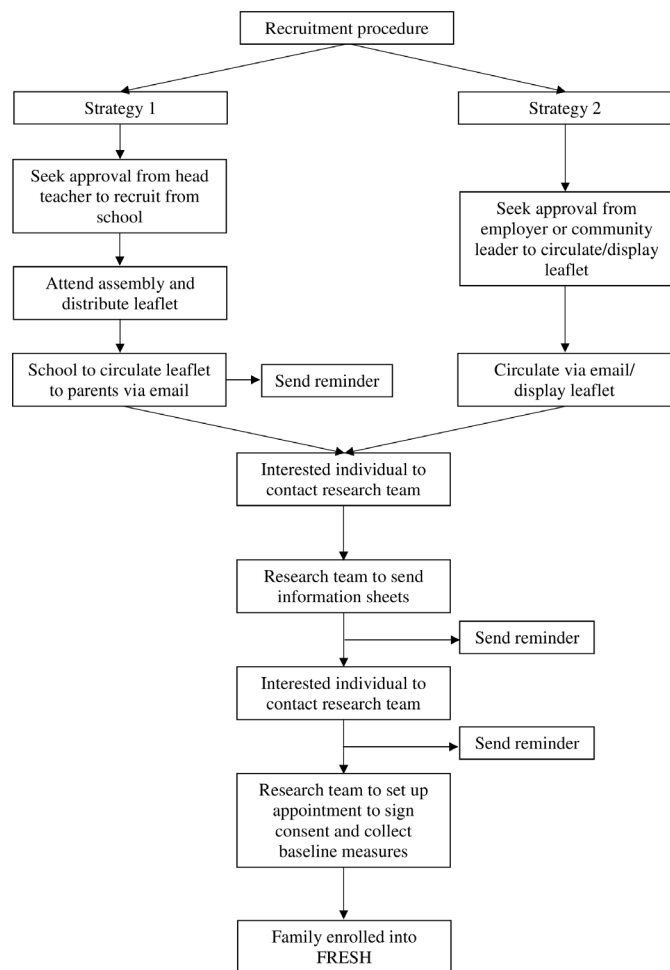 Recruitment procedure
Strategy 1
Strategy 2
Seek approval from head
teacher to recruit from
school
Seek approval from
employer or community
leader to circulate/display
leaflet
Attend assembly and
distribute leaflet
School to circulate leaflet
to parents via email
Send reminder
Circulate via email/
display leaflet
Interested individual to
contact research team
Research team to send
information sheets
Send reminder
Interested individual to
contact research team
Send reminder
Research team to set up
appointment to sign
consent and collect
baseline measures
Family enrolled into
FRESH